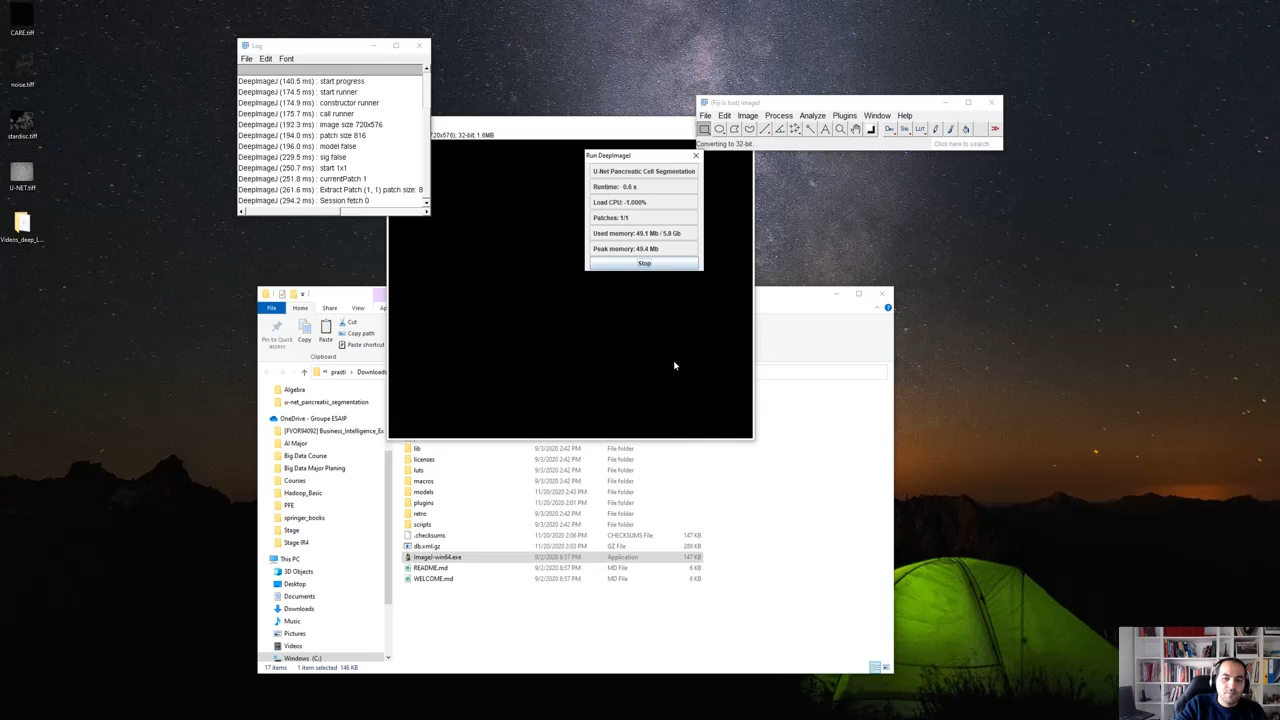 CARE.tiff
noise.tiff
stardisc.tiff
U-NET.tiff
Videos_deep_L...
Log
File Edit Font
DeepImageJ (140.5 ms) : start progress
DeepImageJ (174.5 ms) : start runner
DeepImageJ (174.9 ms) : constructor runner
DeepImageJ (175.7 ms) : call runner
DeepImageJ (192.3 ms) : image size 720x576
DeepImageJ (194.0 ms) : patch size 816
DeepImageJ (196.0 ms) : model false
DeepImageJ (229.5 ms) : sig false
DeepImageJ (250.7 ms) : start 1x1
DeepImageJ (251.8 ms) : currentPatch 1
DeepImageJ (261.6 ms) : Extract Patch (1, 1) patch size: 8
DeepImageJ (294.2 ms) : Session fetch 0
720x576); 32-bit; 1.6MB
(Fiji Is Just) ImageJ
File Edit Image Process Analyze Plugins Window Help
Dev Stk LUT
Converting to 32-bit...
Click here to search
Run DeepImageJ
U-Net Pancreatic Cell Segmentation
Runtime: 0.6 s
Load CPU: -1.000%
Patches: 1/1
Used memory: 49.1 Mb / 5.8 Gb
Peak memory: 49.4 Mb
Stop
File Home Share View
Pin to Quick access
Copy
Paste
Cut
Copy path
Paste shortcut
Clipboard
« prasti › Downloads
Algebra
u-net_pancreatic_segmentation
OneDrive - Groupe ESAIP
[FVOR94092] Business_Intelligence_Ex
AI Major
Big Data Course
Big Data Major Planing
Courses
Hadoop_Basic
PFE
springer_books
Stage
Stage IR4
This PC
3D Objects
Desktop
Documents
Downloads
Music
Pictures
Videos
Windows (C:)
lib 9/3/2020 2:42 PM File folder
licenses 9/3/2020 2:42 PM File folder
luts 9/3/2020 2:42 PM File folder
macros 9/3/2020 2:42 PM File folder
models 11/20/2020 2:43 PM File folder
plugins 11/20/2020 2:01 PM File folder
retro 9/3/2020 2:42 PM File folder
scripts 9/3/2020 2:42 PM File folder
.checksums 11/20/2020 2:06 PM CHECKSUMS File 147 KB
db.xml.gz 11/20/2020 2:03 PM GZ File 289 KB
ImageJ-win64.exe 9/2/2020 8:57 PM Application 147 KB
README.md 9/2/2020 8:57 PM MD File 6 KB
WELCOME.md 9/2/2020 8:57 PM MD File 6 KB
17 items 1 item selected 146 KB